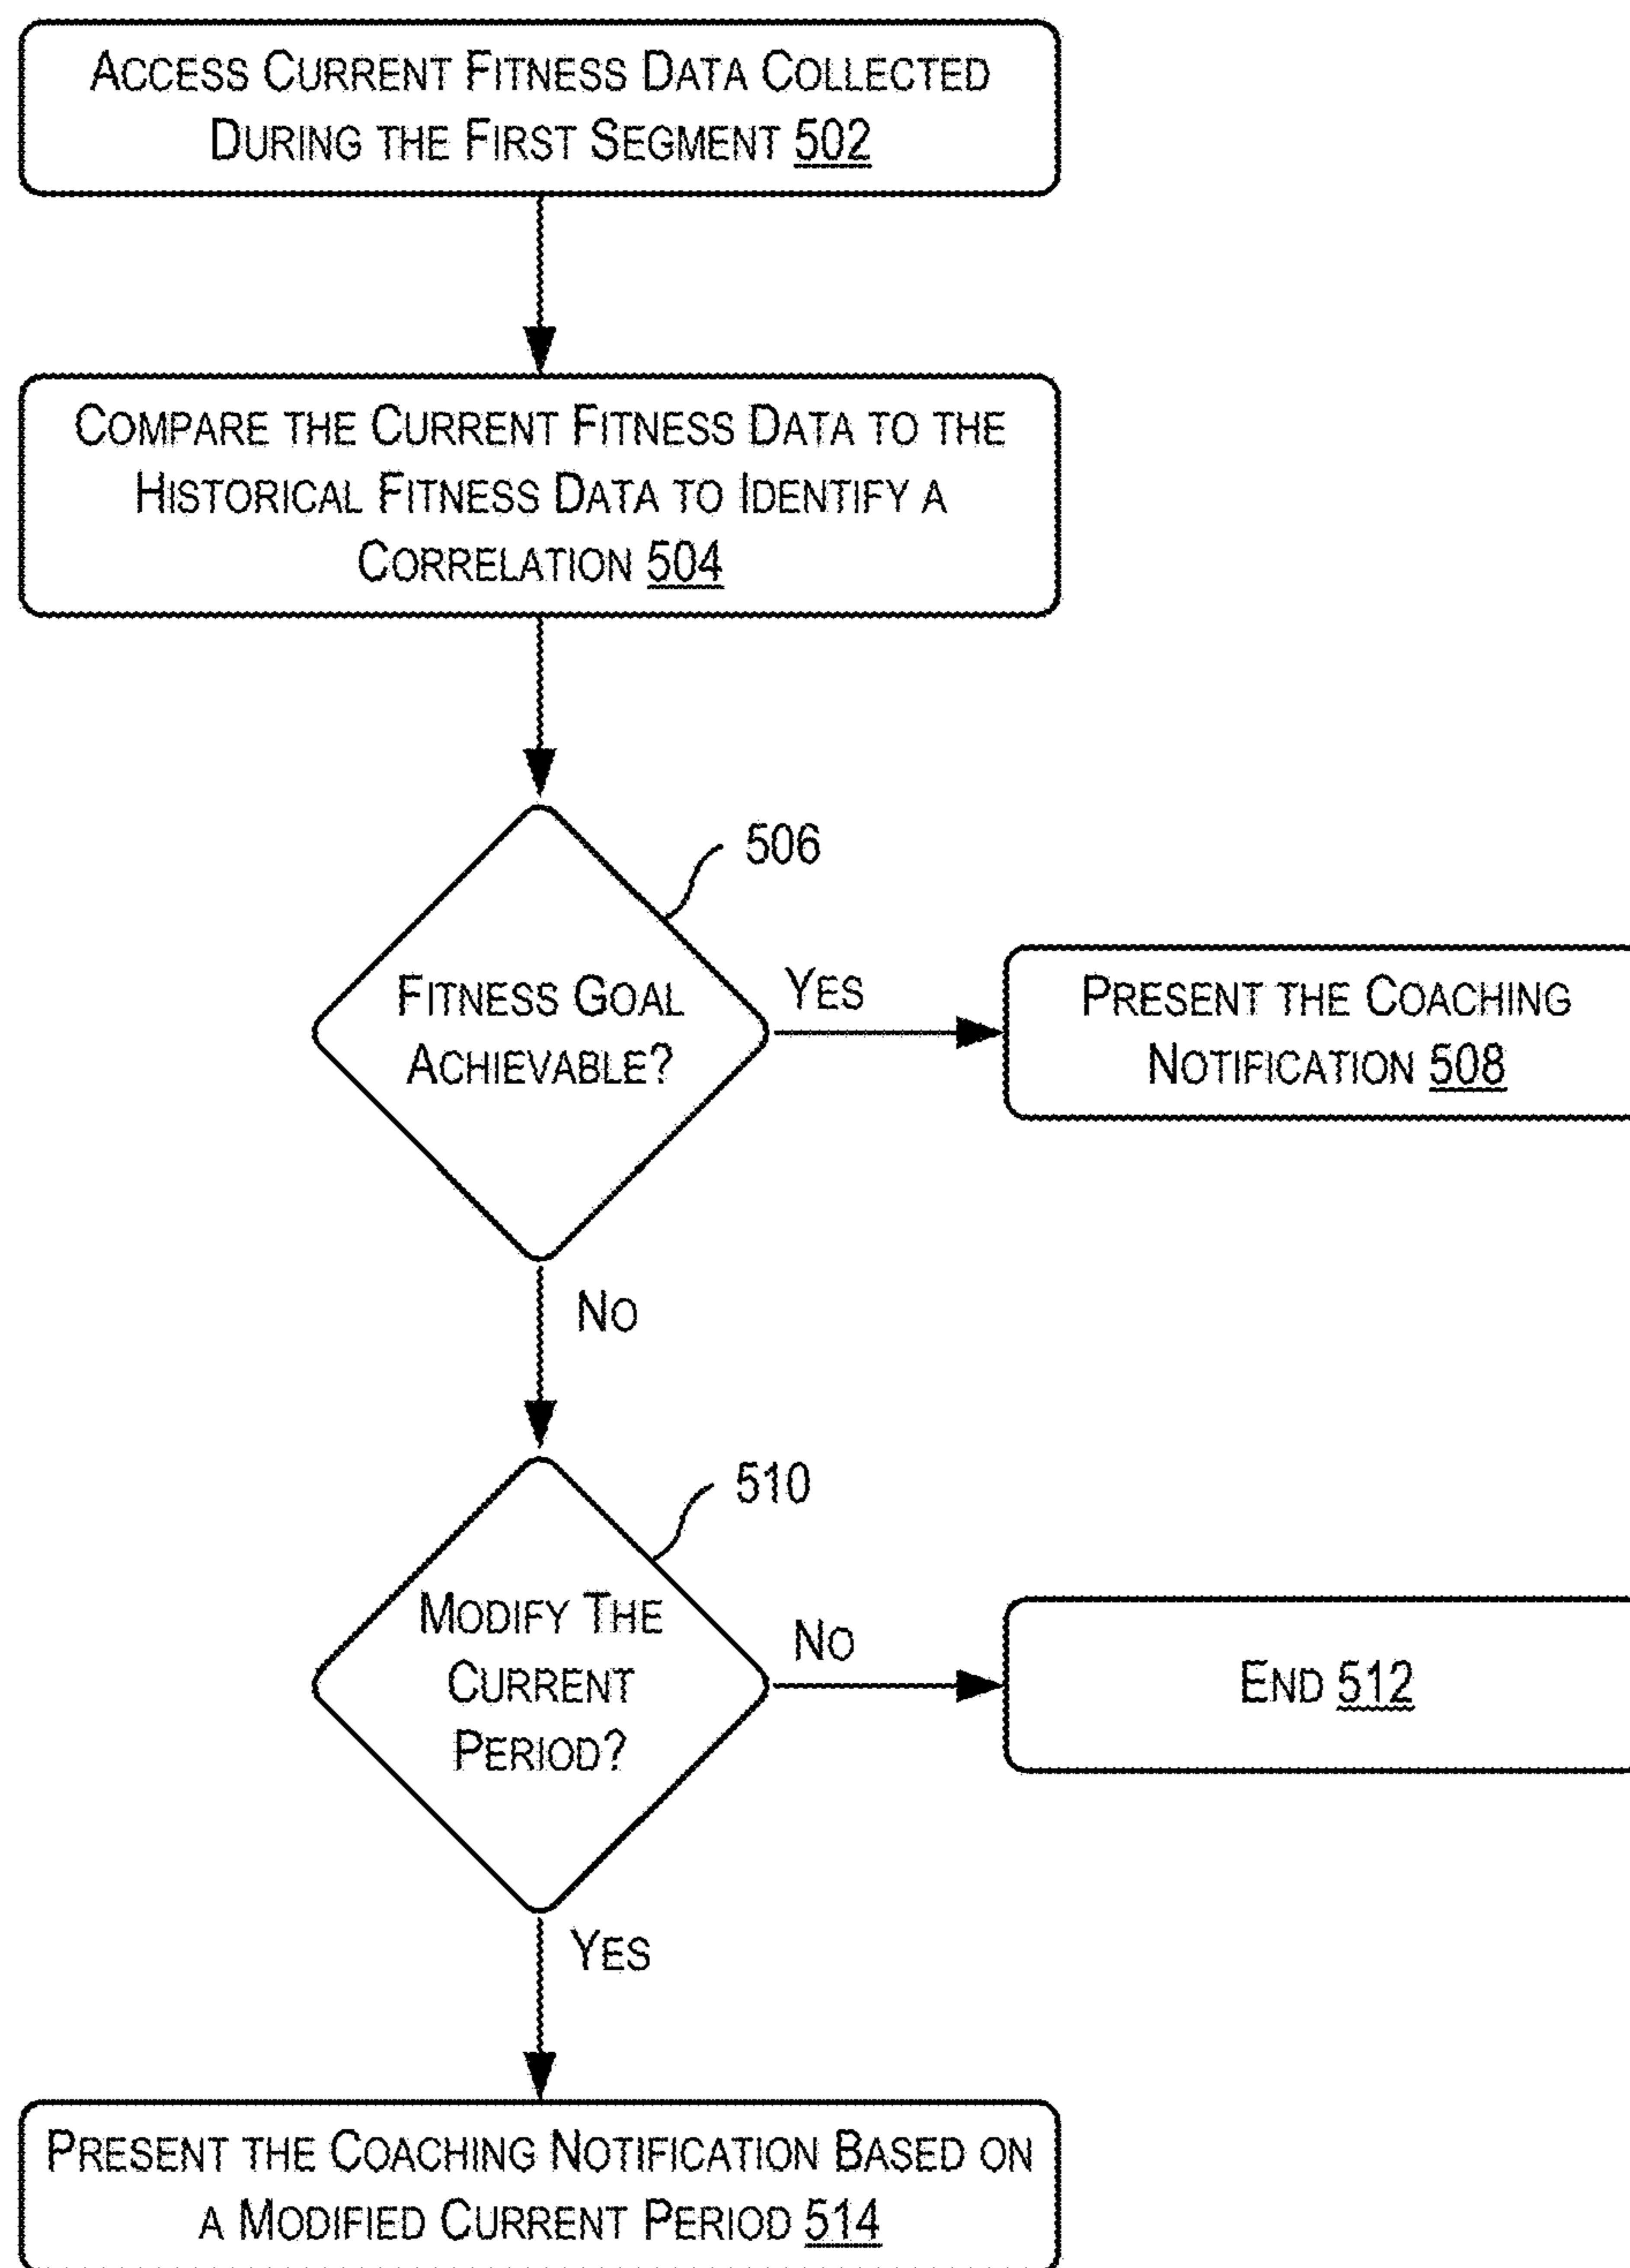 ACCESS CURRENT FITNESS DATA COLLECTED
DURING THE FIRST SEGMENT 502
COMPARE THE CURRENT FITNESS DATA TO THE
HISTORICAL FITNESS DATA TO IDENTIFY A
CORRELATION 504
506
FITNESS GOAL
ACHIEVABLE?
YES
PRESENT THE COACHING
NOTIFICATION 508
NO
510
MODIFY THE
CURRENT
PERIOD?
NO
END 512
YES
PRESENT THE COACHING NOTIFICATION BASED ON
A MODIFIED CURRENT PERIOD 514